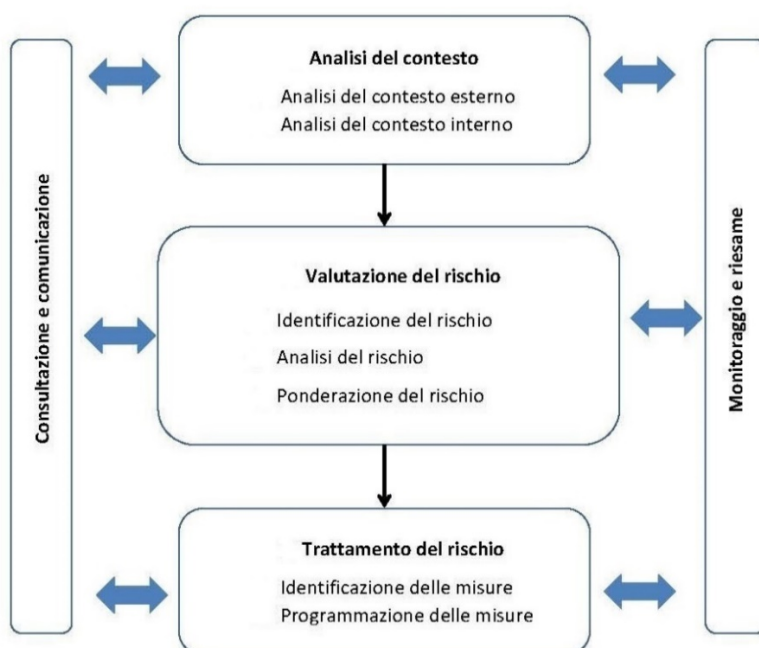 Consultazione e comunicazione
Analisi del contesto
Analisi del contesto esterno
Analisi del contesto interno
Valutazione del rischio
Identificazione del rischio
Analisi del rischio
Ponderazione del rischio
Trattamento del rischio
Identificazione delle misure
Programmazione delle misure
Monitoraggio e riesame